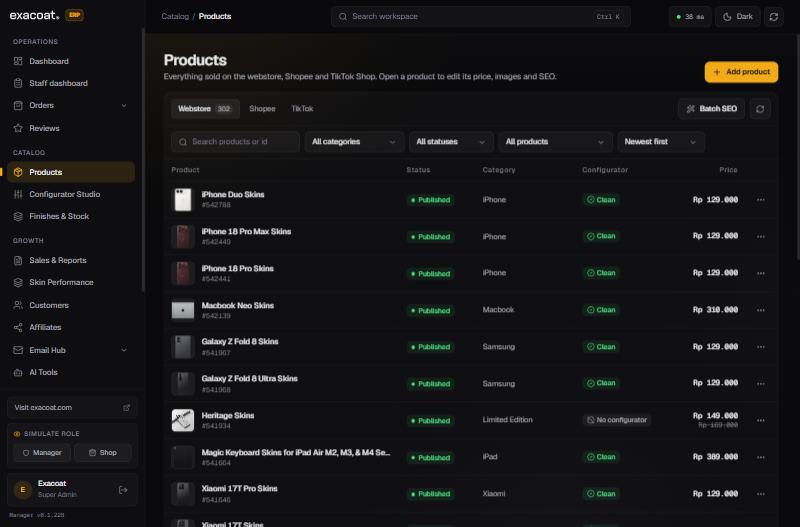 exacoat. ERP
Catalog / Products
Search workspace
Ctrl K
38 ms
Dark
OPERATIONS
Dashboard
Staff dashboard
Orders
Reviews
CATALOG
Products
Configurator Studio
Finishes & Stock
GROWTH
Sales & Reports
Skin Performance
Customers
Affiliates
Email Hub
AI Tools
Visit exacoat.com
SIMULATE ROLE
Manager
Shop
E
Exacoat
Super Admin
Manager v8.1.228
Products
Everything sold on the webstore, Shopee and TikTok Shop. Open a product to edit its price, images and SEO.
+ Add product
Webstore 302
Shopee
TikTok
Batch SEO
Search products or id
All categories
All statuses
All products
Newest first
Product Status Category Configurator Price
iPhone Duo Skins
#542788
Published iPhone Clean Rp 129.000
iPhone 18 Pro Max Skins
#542449
Published iPhone Clean Rp 129.000
iPhone 18 Pro Skins
#542441
Published iPhone Clean Rp 129.000
Macbook Neo Skins
#542139
Published Macbook Clean Rp 310.000
Galaxy Z Fold 8 Skins
#541967
Published Samsung Clean Rp 129.000
Galaxy Z Fold 8 Ultra Skins
#541968
Published Samsung Clean Rp 129.000
Heritage Skins
#541934
Published Limited Edition No configurator Rp 149.000
Rp 169.000
Magic Keyboard Skins for iPad Air M2, M3, & M4 Se...
#541664
Published iPad Clean Rp 389.000
Xiaomi 17T Pro Skins
#541646
Published Xiaomi Clean Rp 129.000
Xiaomi 17T Skins